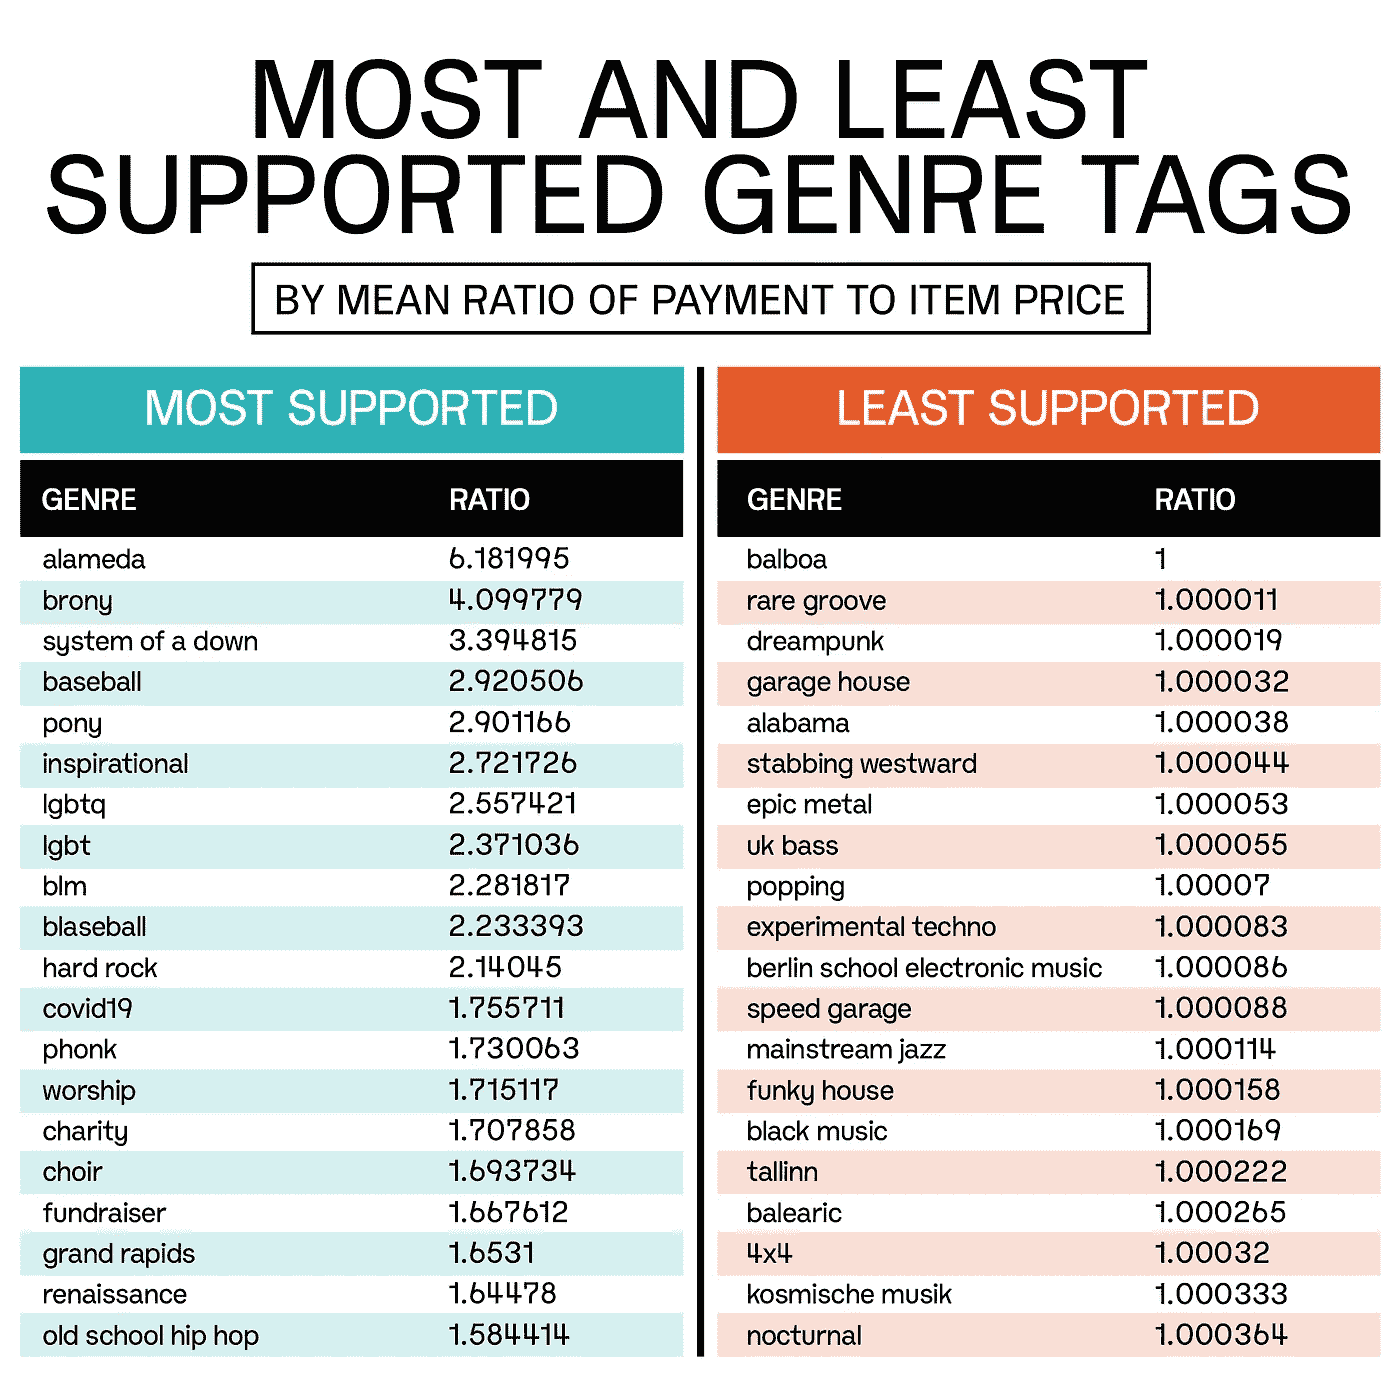 MOST AND LEAST
SUPPORTED GENRE TAGS
BY MEAN RATIO OF PAYMENT TO ITEM PRICE
MOST SUPPORTED
GENRE RATIO
alameda 6.181995
brony 4.099779
system of a down 3.394815
baseball 2.920506
pony 2.901166
inspirational 2.721726
lgbtq 2.557421
lgbt 2.371036
blm 2.281817
blaseball 2.233393
hard rock 2.14045
covid19 1.755711
phonk 1.730063
worship 1.715117
charity 1.707858
choir 1.693734
fundraiser 1.667612
grand rapids 1.6531
renaissance 1.64478
old school hip hop 1.584414
LEAST SUPPORTED
GENRE RATIO
balboa 1
rare groove 1.000011
dreampunk 1.000019
garage house 1.000032
alabama 1.000038
stabbing westward 1.000044
epic metal 1.000053
uk bass 1.000055
popping 1.00007
experimental techno 1.000083
berlin school electronic music 1.000086
speed garage 1.000088
mainstream jazz 1.000114
funky house 1.000158
black music 1.000169
tallinn 1.000222
balearic 1.000265
4x4 1.00032
kosmische musik 1.000333
nocturnal 1.000364